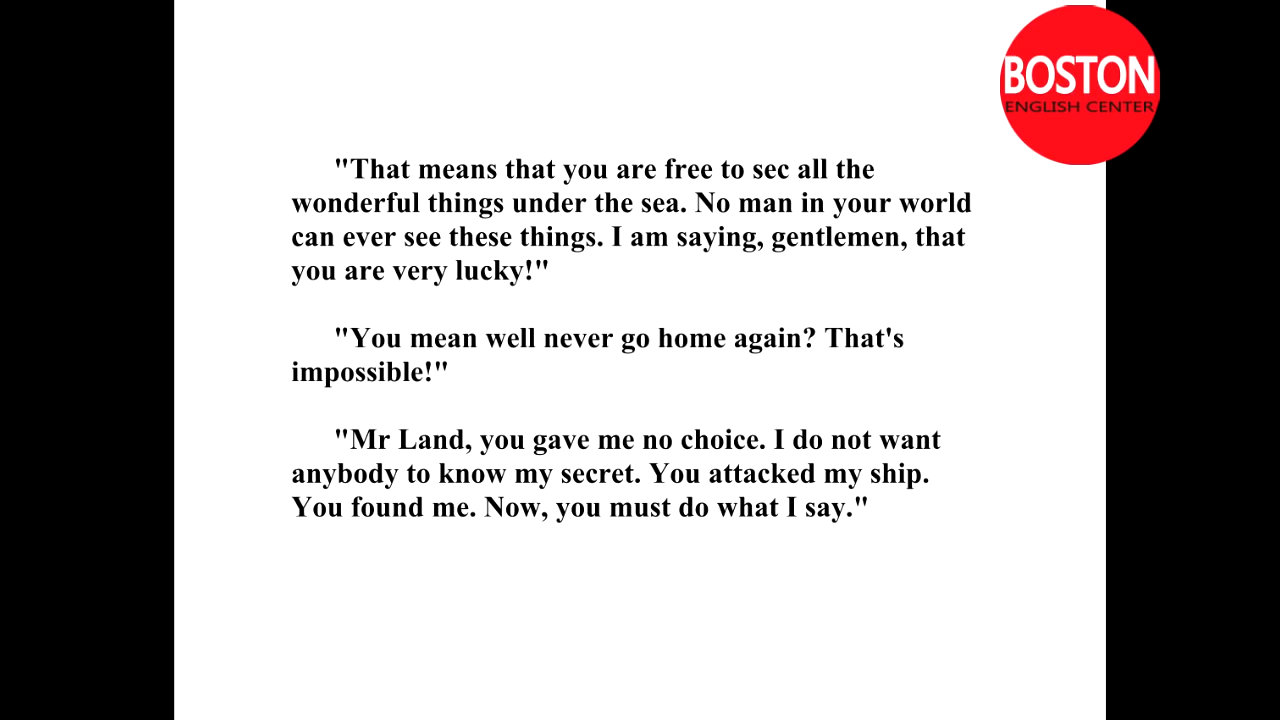 BOSTON
ENGLISH CENTER
"That means that you are free to sec all the
wonderful things under the sea. No man in your world
can ever see these things. I am saying, gentlemen, that
you are very lucky!"
"You mean well never go home again? That's
impossible!"
"Mr Land, you gave me no choice. I do not want
anybody to know my secret. You attacked my ship.
You found me. Now, you must do what I say."